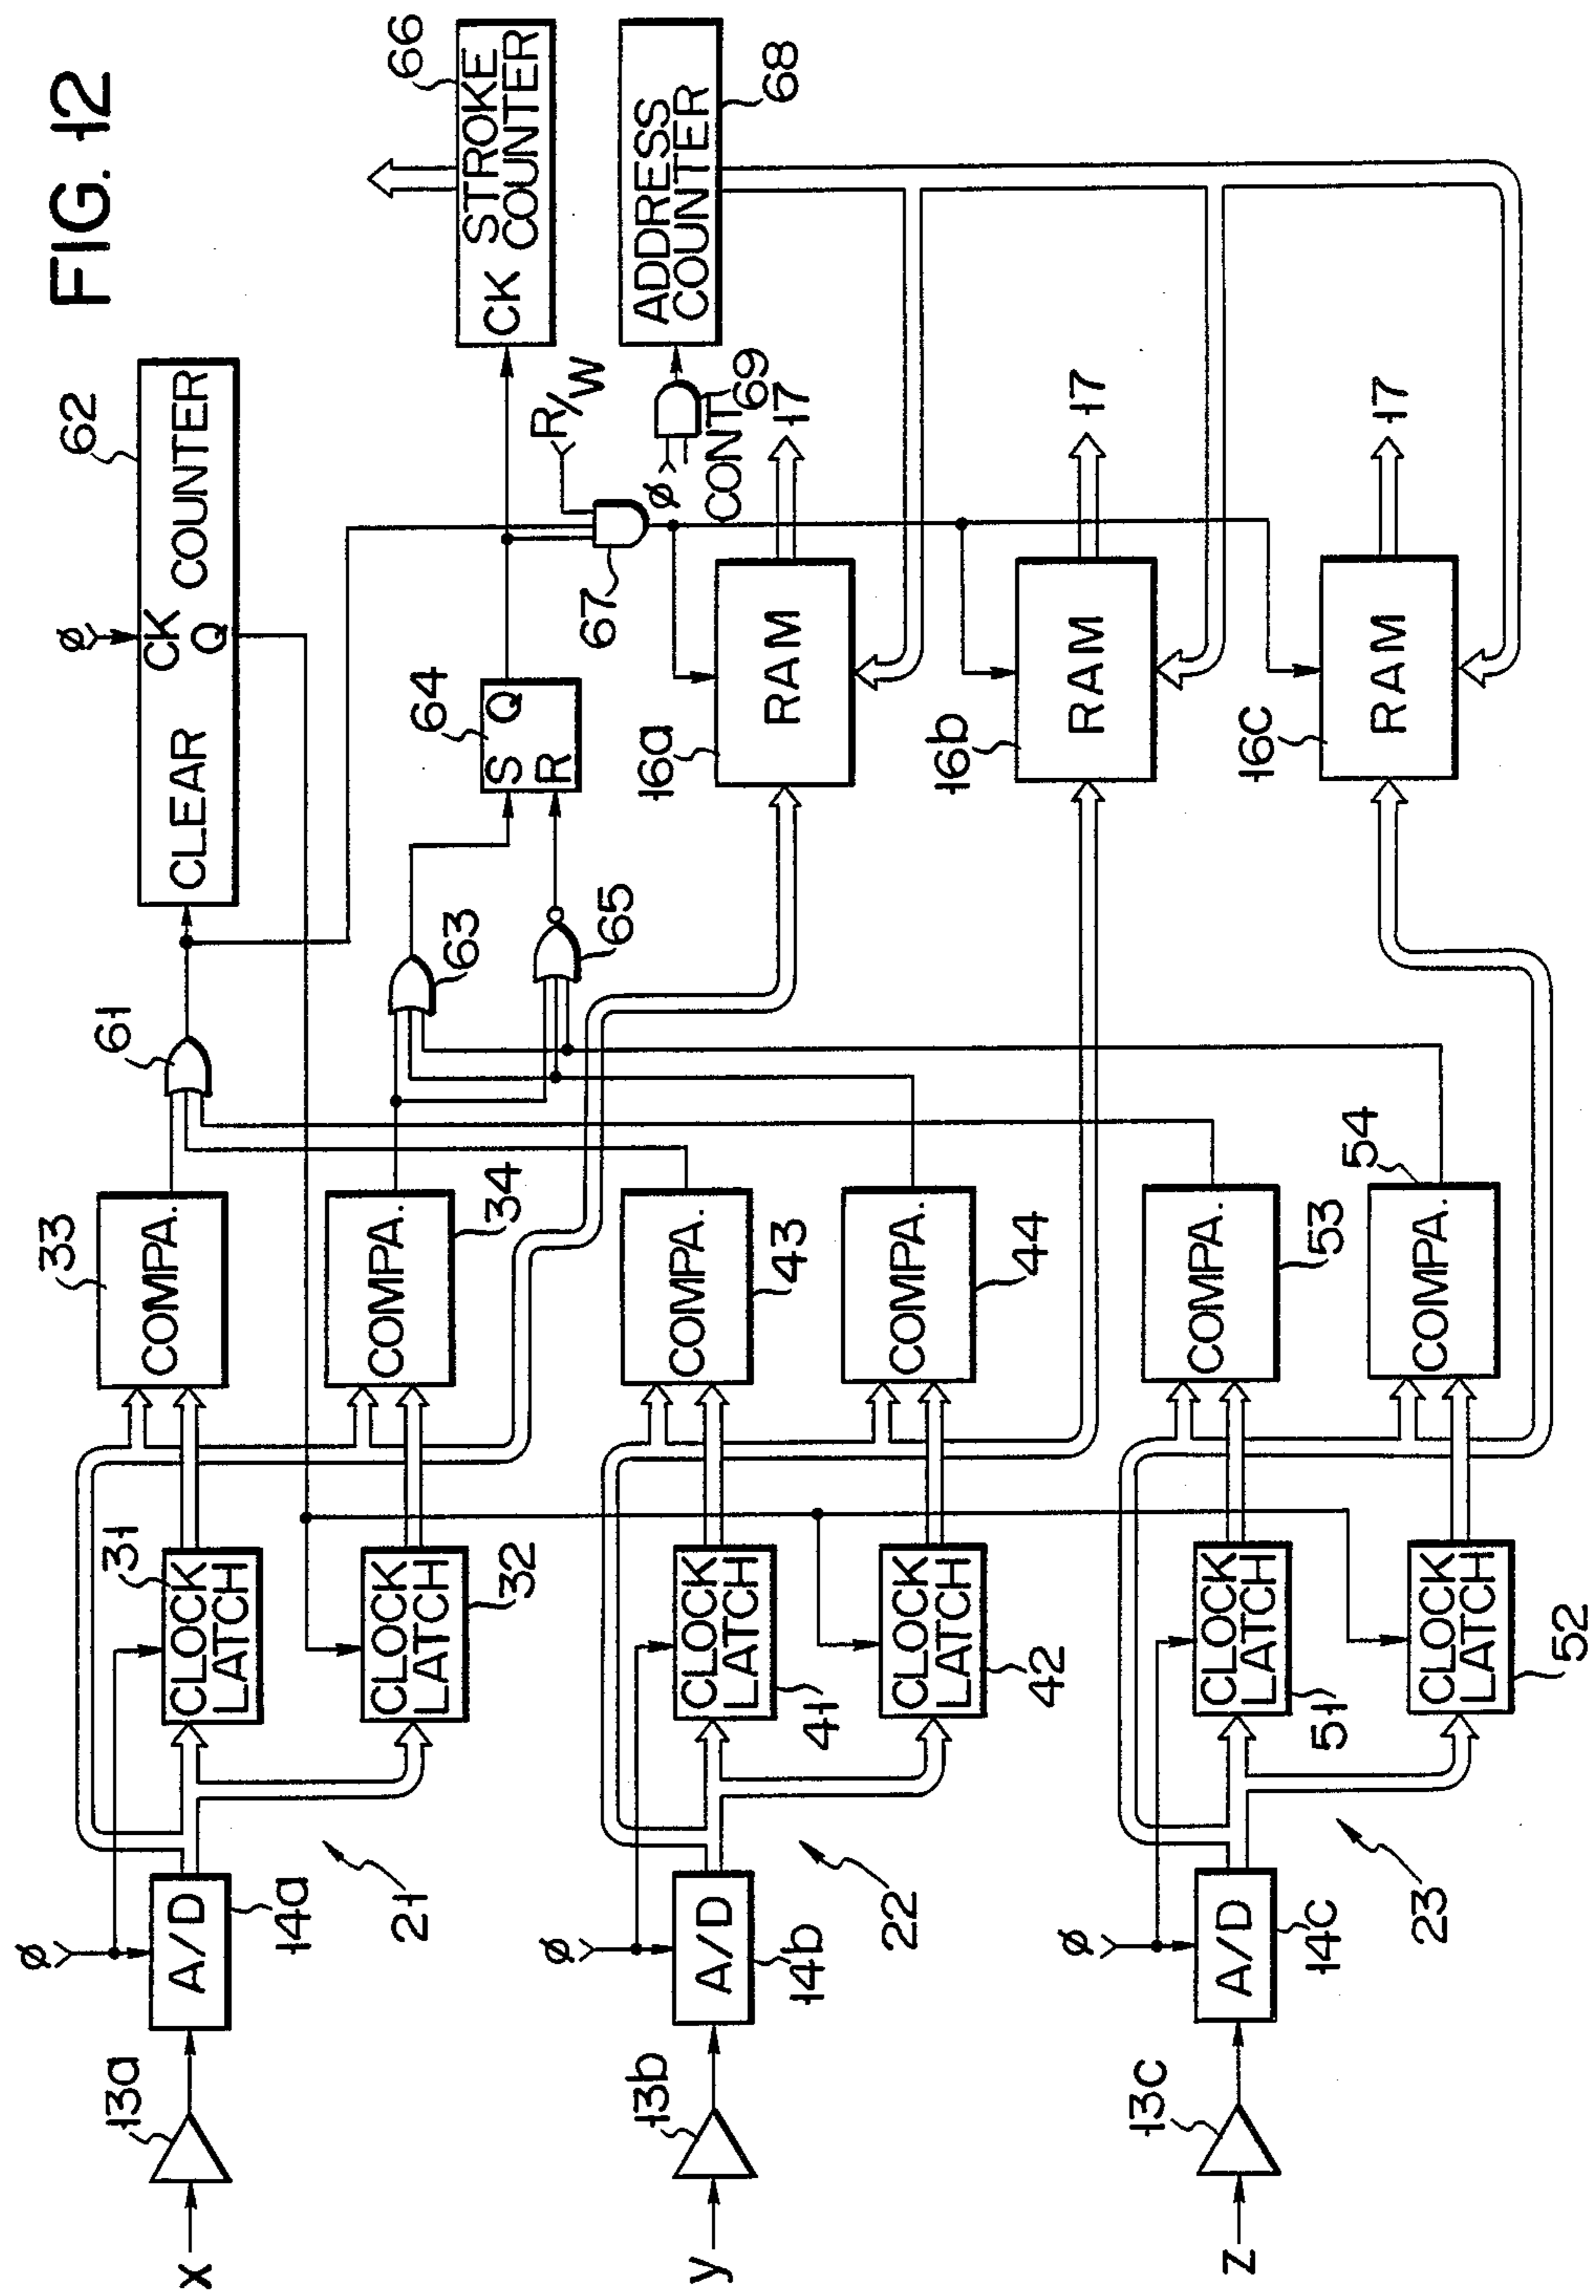 FIG. 12
x
13a
ø
A/D
14a
21
CLOCK
LATCH
31
CLOCK
LATCH
32
33
COMPA.
COMPA.
34
61
CLEAR
CK
Q
COUNTER
62
ø
63
65
64
S
R
Q
CK
STROKE
COUNTER
66
R/W
67
ø
CONT
69
ADDRESS
COUNTER
68
16a
RAM
17
y
13b
ø
A/D
14b
22
CLOCK
LATCH
41
CLOCK
LATCH
42
COMPA.
43
COMPA.
44
16b
RAM
17
z
13c
ø
A/D
14c
23
CLOCK
LATCH
51
CLOCK
LATCH
52
COMPA.
53
COMPA.
54
16c
RAM
17